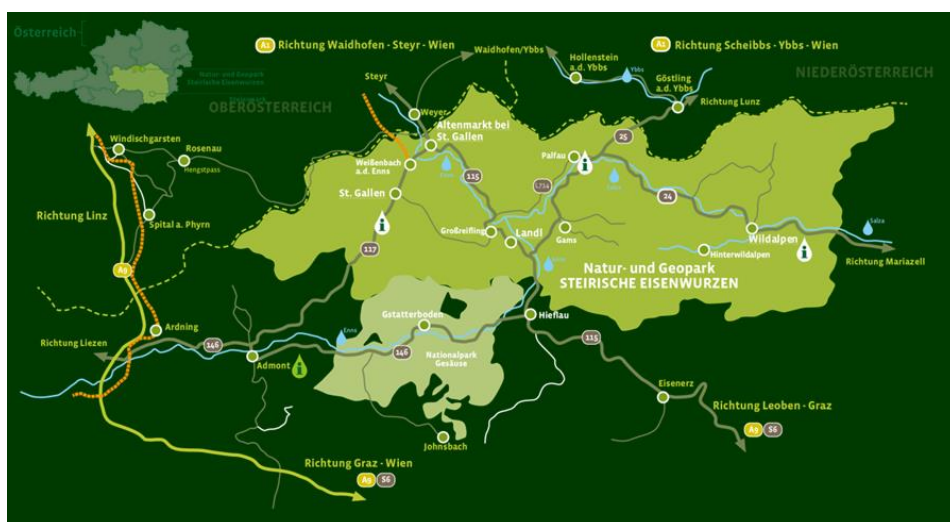 Österreich
Natur- und Geopark
Steirische Eisenwurzen
A1 Richtung Waidhofen - Steyr - Wien
Waidhofen/Ybbs
A1 Richtung Scheibbs - Ybbs - Wien
Hollenstein
a.d. Ybbs
Ybbs
Göstling
a.d. Ybbs
NIEDERÖSTERREICH
OBERÖSTERREICH
Steyr
Weyer
Richtung Lunz
Altenmarkt bei
St. Gallen
25
Windischgarsten
Rosenau
Hengstpass
Weißenbach
a.d. Enns
Palfau
i
115
L714
24
St. Gallen
i
Richtung Linz
Spital a. Phyrn
117
Großreifling
Landl
Gams
Wildalpen
Salza
i
Hinterwildalpen
Richtung Mariazell
A9
Natur- und Geopark
STEIRISCHE EISENWURZEN
Gstatterboden
Hieflau
Ardning
Enns
Richtung Liezen
146
146
115
Admont
i
Nationalpark
Gesäuse
Eisenerz
Richtung Leoben - Graz
A9 S6
Johnsbach
Richtung Graz - Wien
A9 S6